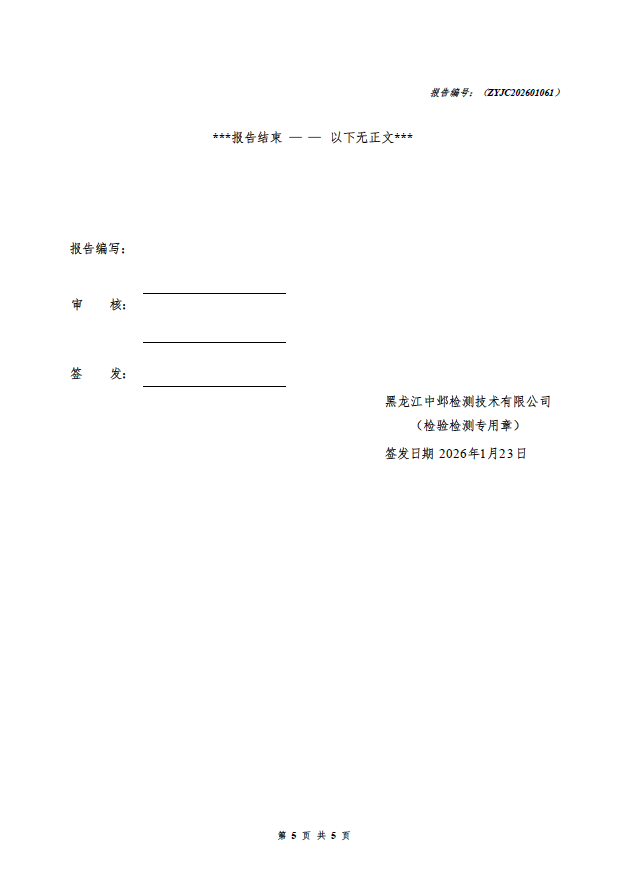 报告编号：（ZYJC202601061）
***报告结束 — — 以下无正文***
报告编写：
审 核：
签 发：
黑龙江中邺检测技术有限公司
（检验检测专用章）
签发日期 2026年1月23日
第 5 页 共 5 页